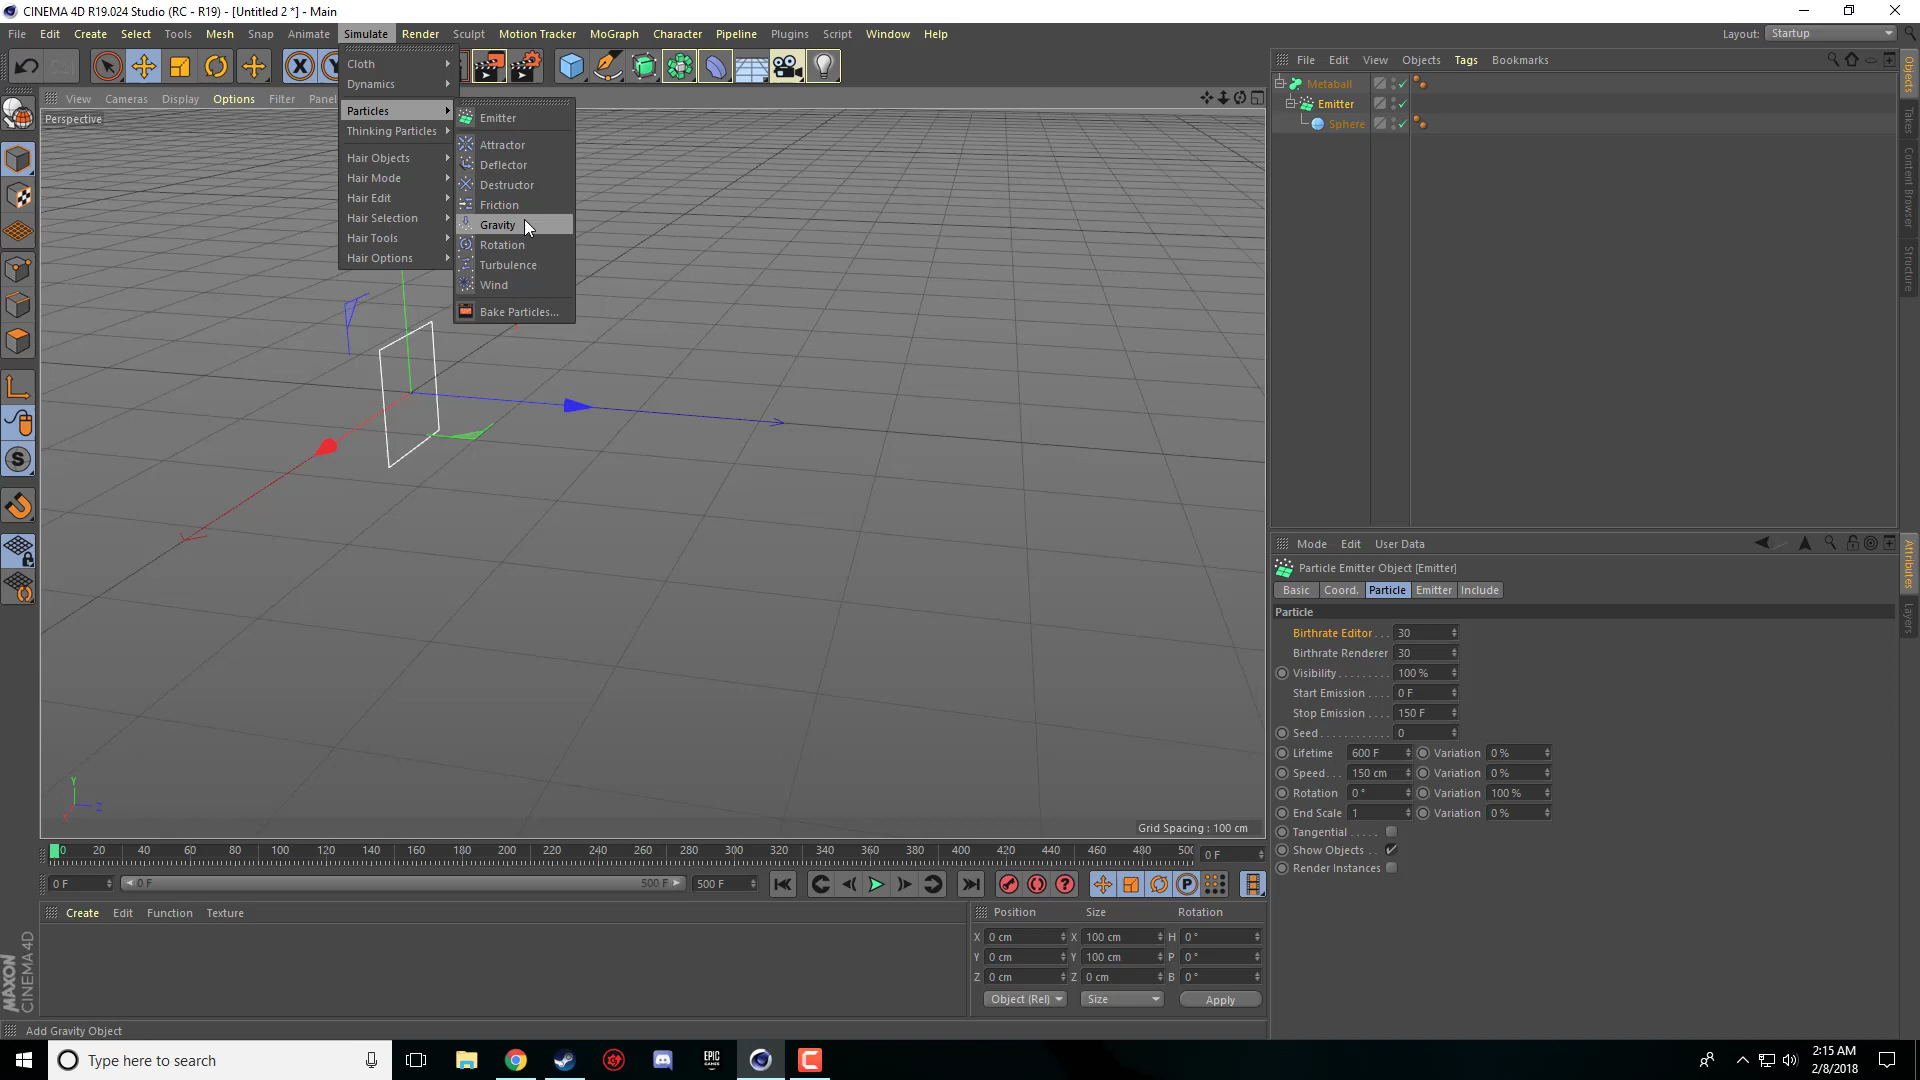 CINEMA 4D R19.024 Studio (RC - R19) - [Untitled 2 *] - Main
File Edit Create Select Tools Mesh Snap Animate Simulate Render Sculpt Motion Tracker MoGraph Character Pipeline Plugins Script Window Help
Layout: Startup
View Cameras Display Options Filter Panel
Perspective
Cloth
Dynamics
Particles
Thinking Particles
Hair Objects
Hair Mode
Hair Edit
Hair Selection
Hair Tools
Hair Options
Emitter
Attractor
Deflector
Destructor
Friction
Gravity
Rotation
Turbulence
Wind
Bake Particles...
File Edit View Objects Tags Bookmarks
Metaball
Emitter
Sphere
Objects
Takes
Content Browser
Structure
Mode Edit User Data
Particle Emitter Object [Emitter]
Basic Coord. Particle Emitter Include
Particle
Birthrate Editor . . . 30
Birthrate Renderer 30
Visibility . . . . . . . . . 100 %
Start Emission . . . . 0 F
Stop Emission . . . . 150 F
Seed . . . . . . . . . . . . 0
Lifetime 600 F Variation 0 %
Speed. . . 150 cm Variation 0 %
Rotation 0 ° Variation 100 %
End Scale 1 Variation 0 %
Tangential . . . . .
Show Objects . .
Render Instances
Attributes
Layers
Y
Z
X
Grid Spacing : 100 cm
0 20 40 60 80 100 120 140 160 180 200 220 240 260 280 300 320 340 360 380 400 420 440 460 480 50
0 F
0 F 0 F 500 F 500 F
Create Edit Function Texture
Position Size Rotation
X 0 cm X 100 cm H 0 °
Y 0 cm Y 100 cm P 0 °
Z 0 cm Z 0 cm B 0 °
Object (Rel) Size Apply
MAXON
CINEMA 4D
Add Gravity Object
Type here to search
EPIC
GAMES
2:15 AM
2/8/2018